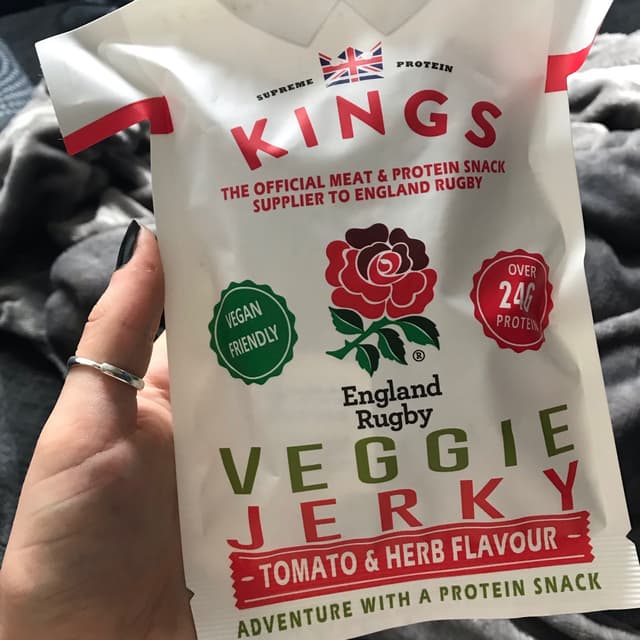 SUPREME PROTEIN
KINGS
THE OFFICIAL MEAT & PROTEIN SNACK
SUPPLIER TO ENGLAND RUGBY
VEGAN
FRIENDLY
OVER
24G
PROTEIN
®
England
Rugby
VEGGIE
JERKY
- TOMATO & HERB FLAVOUR -
ADVENTURE WITH A PROTEIN SNACK